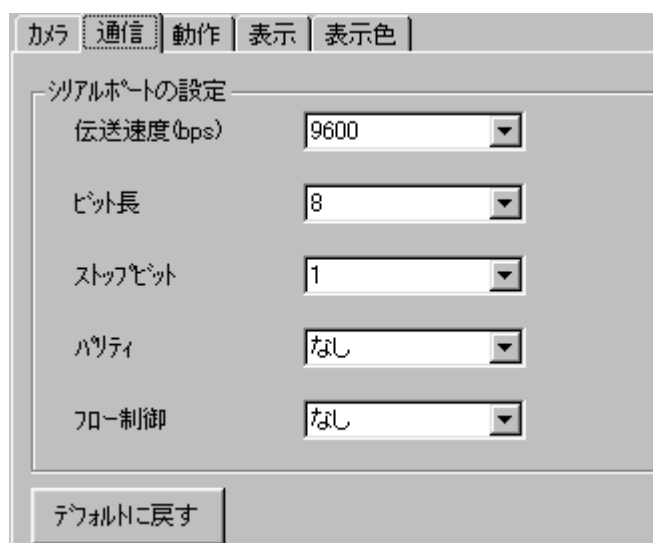 カメラ 通信 動作 表示 表示色
シリアルポートの設定
伝送速度(bps) 9600
ビット長 8
ストップビット 1
パリティ なし
フロー制御 なし
デフォルトに戻す